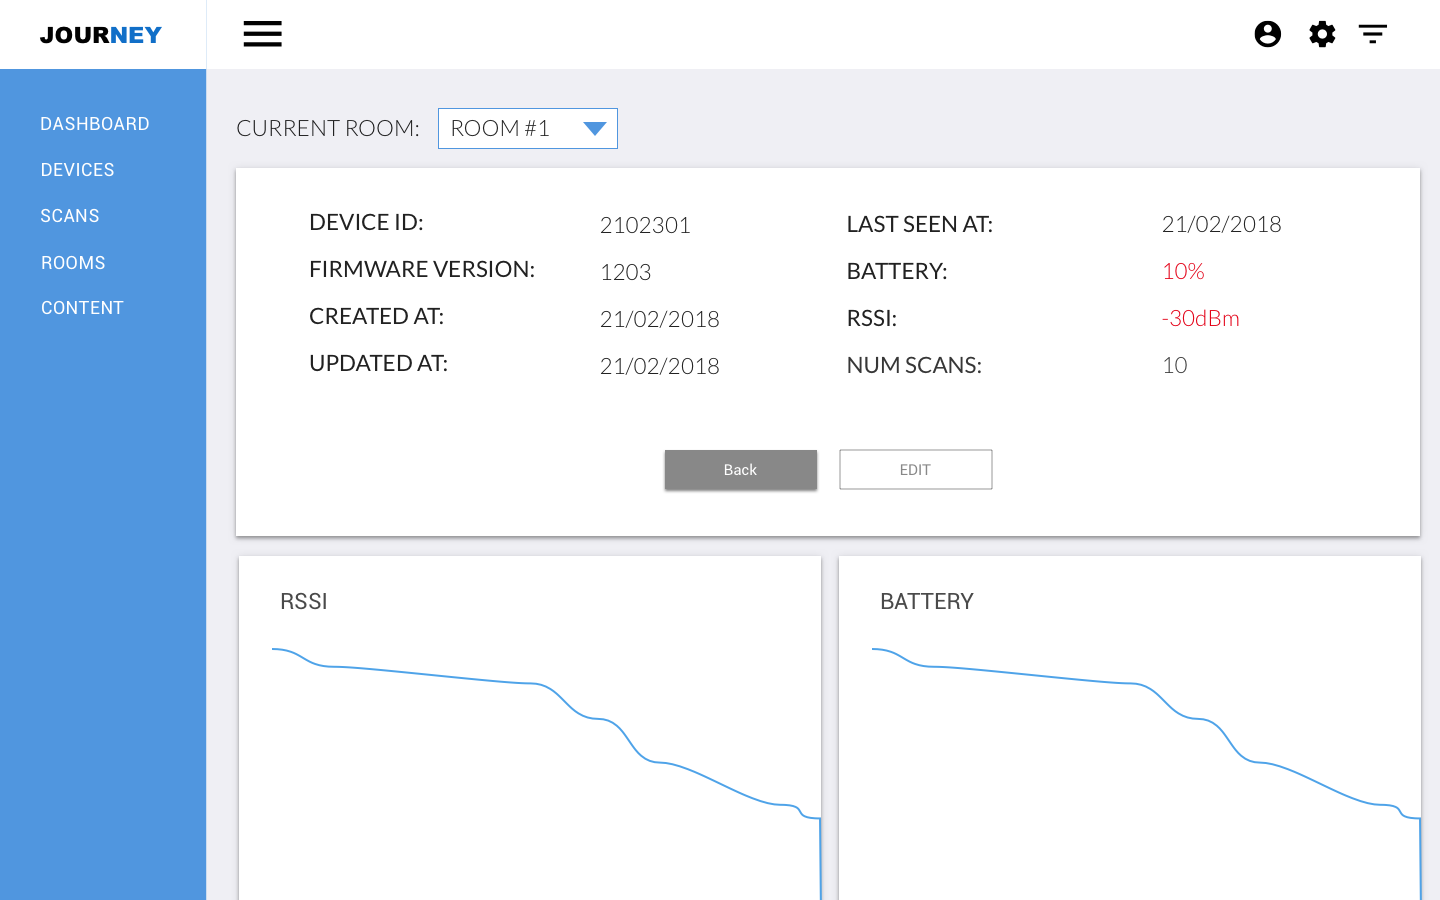 JOURNEY
DASHBOARD
DEVICES
SCANS
ROOMS
CONTENT
CURRENT ROOM: ROOM #1
DEVICE ID: 2102301
FIRMWARE VERSION: 1203
CREATED AT: 21/02/2018
UPDATED AT: 21/02/2018
LAST SEEN AT: 21/02/2018
BATTERY: 10%
RSSI: -30dBm
NUM SCANS: 10
Back
EDIT
RSSI
BATTERY